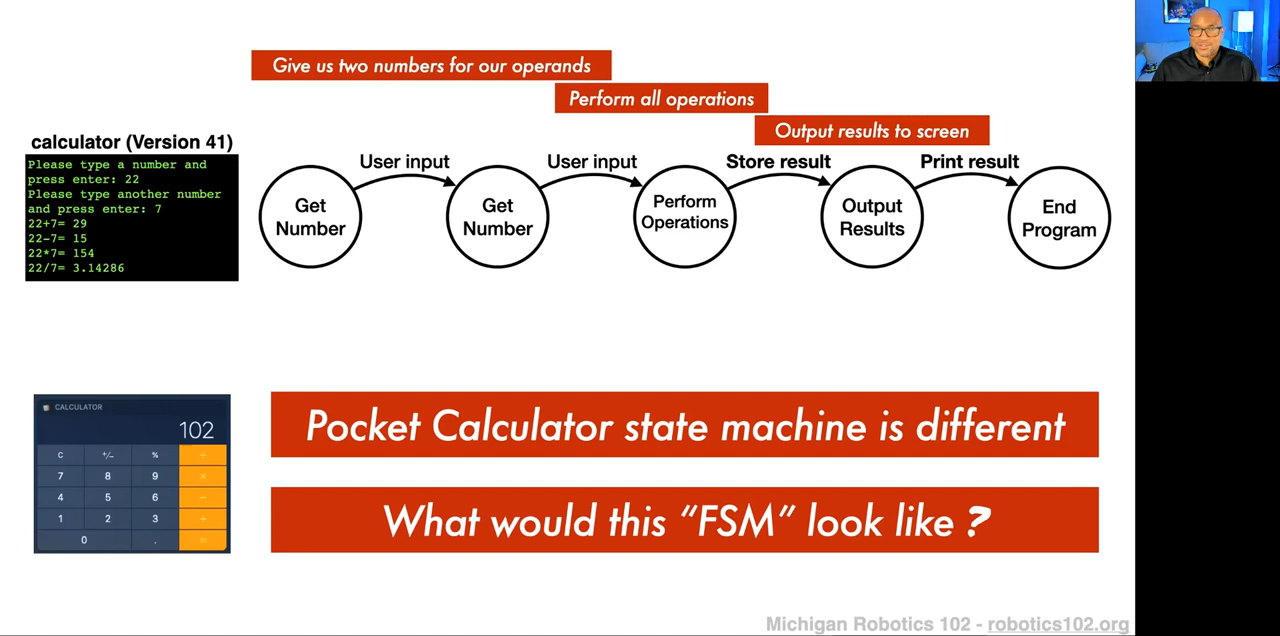 Give us two numbers for our operands
Perform all operations
Output results to screen
calculator (Version 41)
Please type a number and
press enter: 22
Please type another number
and press enter: 7
22+7= 29
22-7= 15
22*7= 154
22/7= 3.14286
User input
User input
Store result
Print result
Get
Number
Get
Number
Perform
Operations
Output
Results
End
Program
CALCULATOR
102
C +/- % ÷
7 8 9 ×
4 5 6 −
1 2 3 +
0 . =
Pocket Calculator state machine is different
What would this “FSM” look like ?
Michigan Robotics 102 - robotics102.org